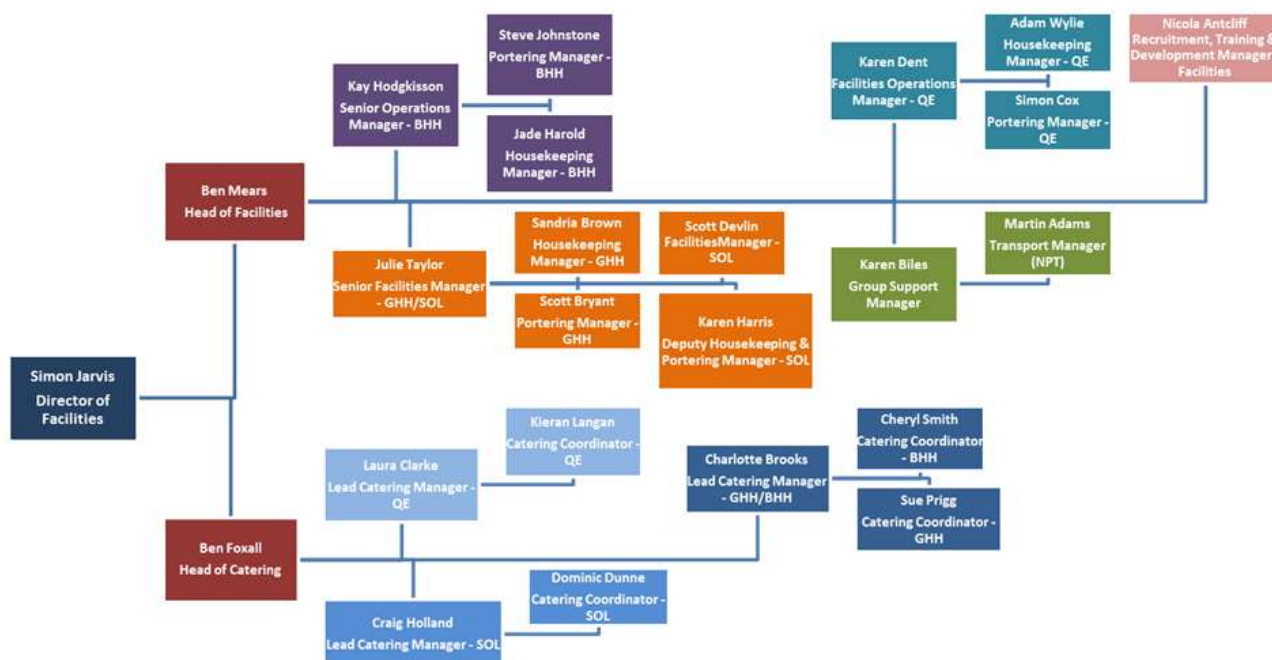 Steve Johnstone
Portering Manager -
BHH
Kay Hodgkisson
Senior Operations
Manager - BHH
Jade Harold
Housekeeping
Manager - BHH
Adam Wylie
Housekeeping
Manager - QE
Karen Dent
Facilities Operations
Manager - QE
Simon Cox
Portering Manager -
QE
Nicola Antcliff
Recruitment, Training &
Development Manager
Facilities
Ben Mears
Head of Facilities
Sandria Brown
Housekeeping
Manager - GHH
Scott Devlin
FacilitiesManager -
SOL
Julie Taylor
Senior Facilities Manager
- GHH/SOL
Scott Bryant
Portering Manager -
GHH
Karen Harris
Deputy Housekeeping &
Portering Manager - SOL
Martin Adams
Transport Manager
(NPT)
Karen Biles
Group Support
Manager
Simon Jarvis
Director of
Facilities
Kieran Langan
Catering Coordinator -
QE
Laura Clarke
Lead Catering Manager -
QE
Cheryl Smith
Catering Coordinator
- BHH
Charlotte Brooks
Lead Catering Manager
- GHH/BHH
Sue Prigg
Catering Coordinator -
GHH
Ben Foxall
Head of Catering
Dominic Dunne
Catering Coordinator -
SOL
Craig Holland
Lead Catering Manager - SOL